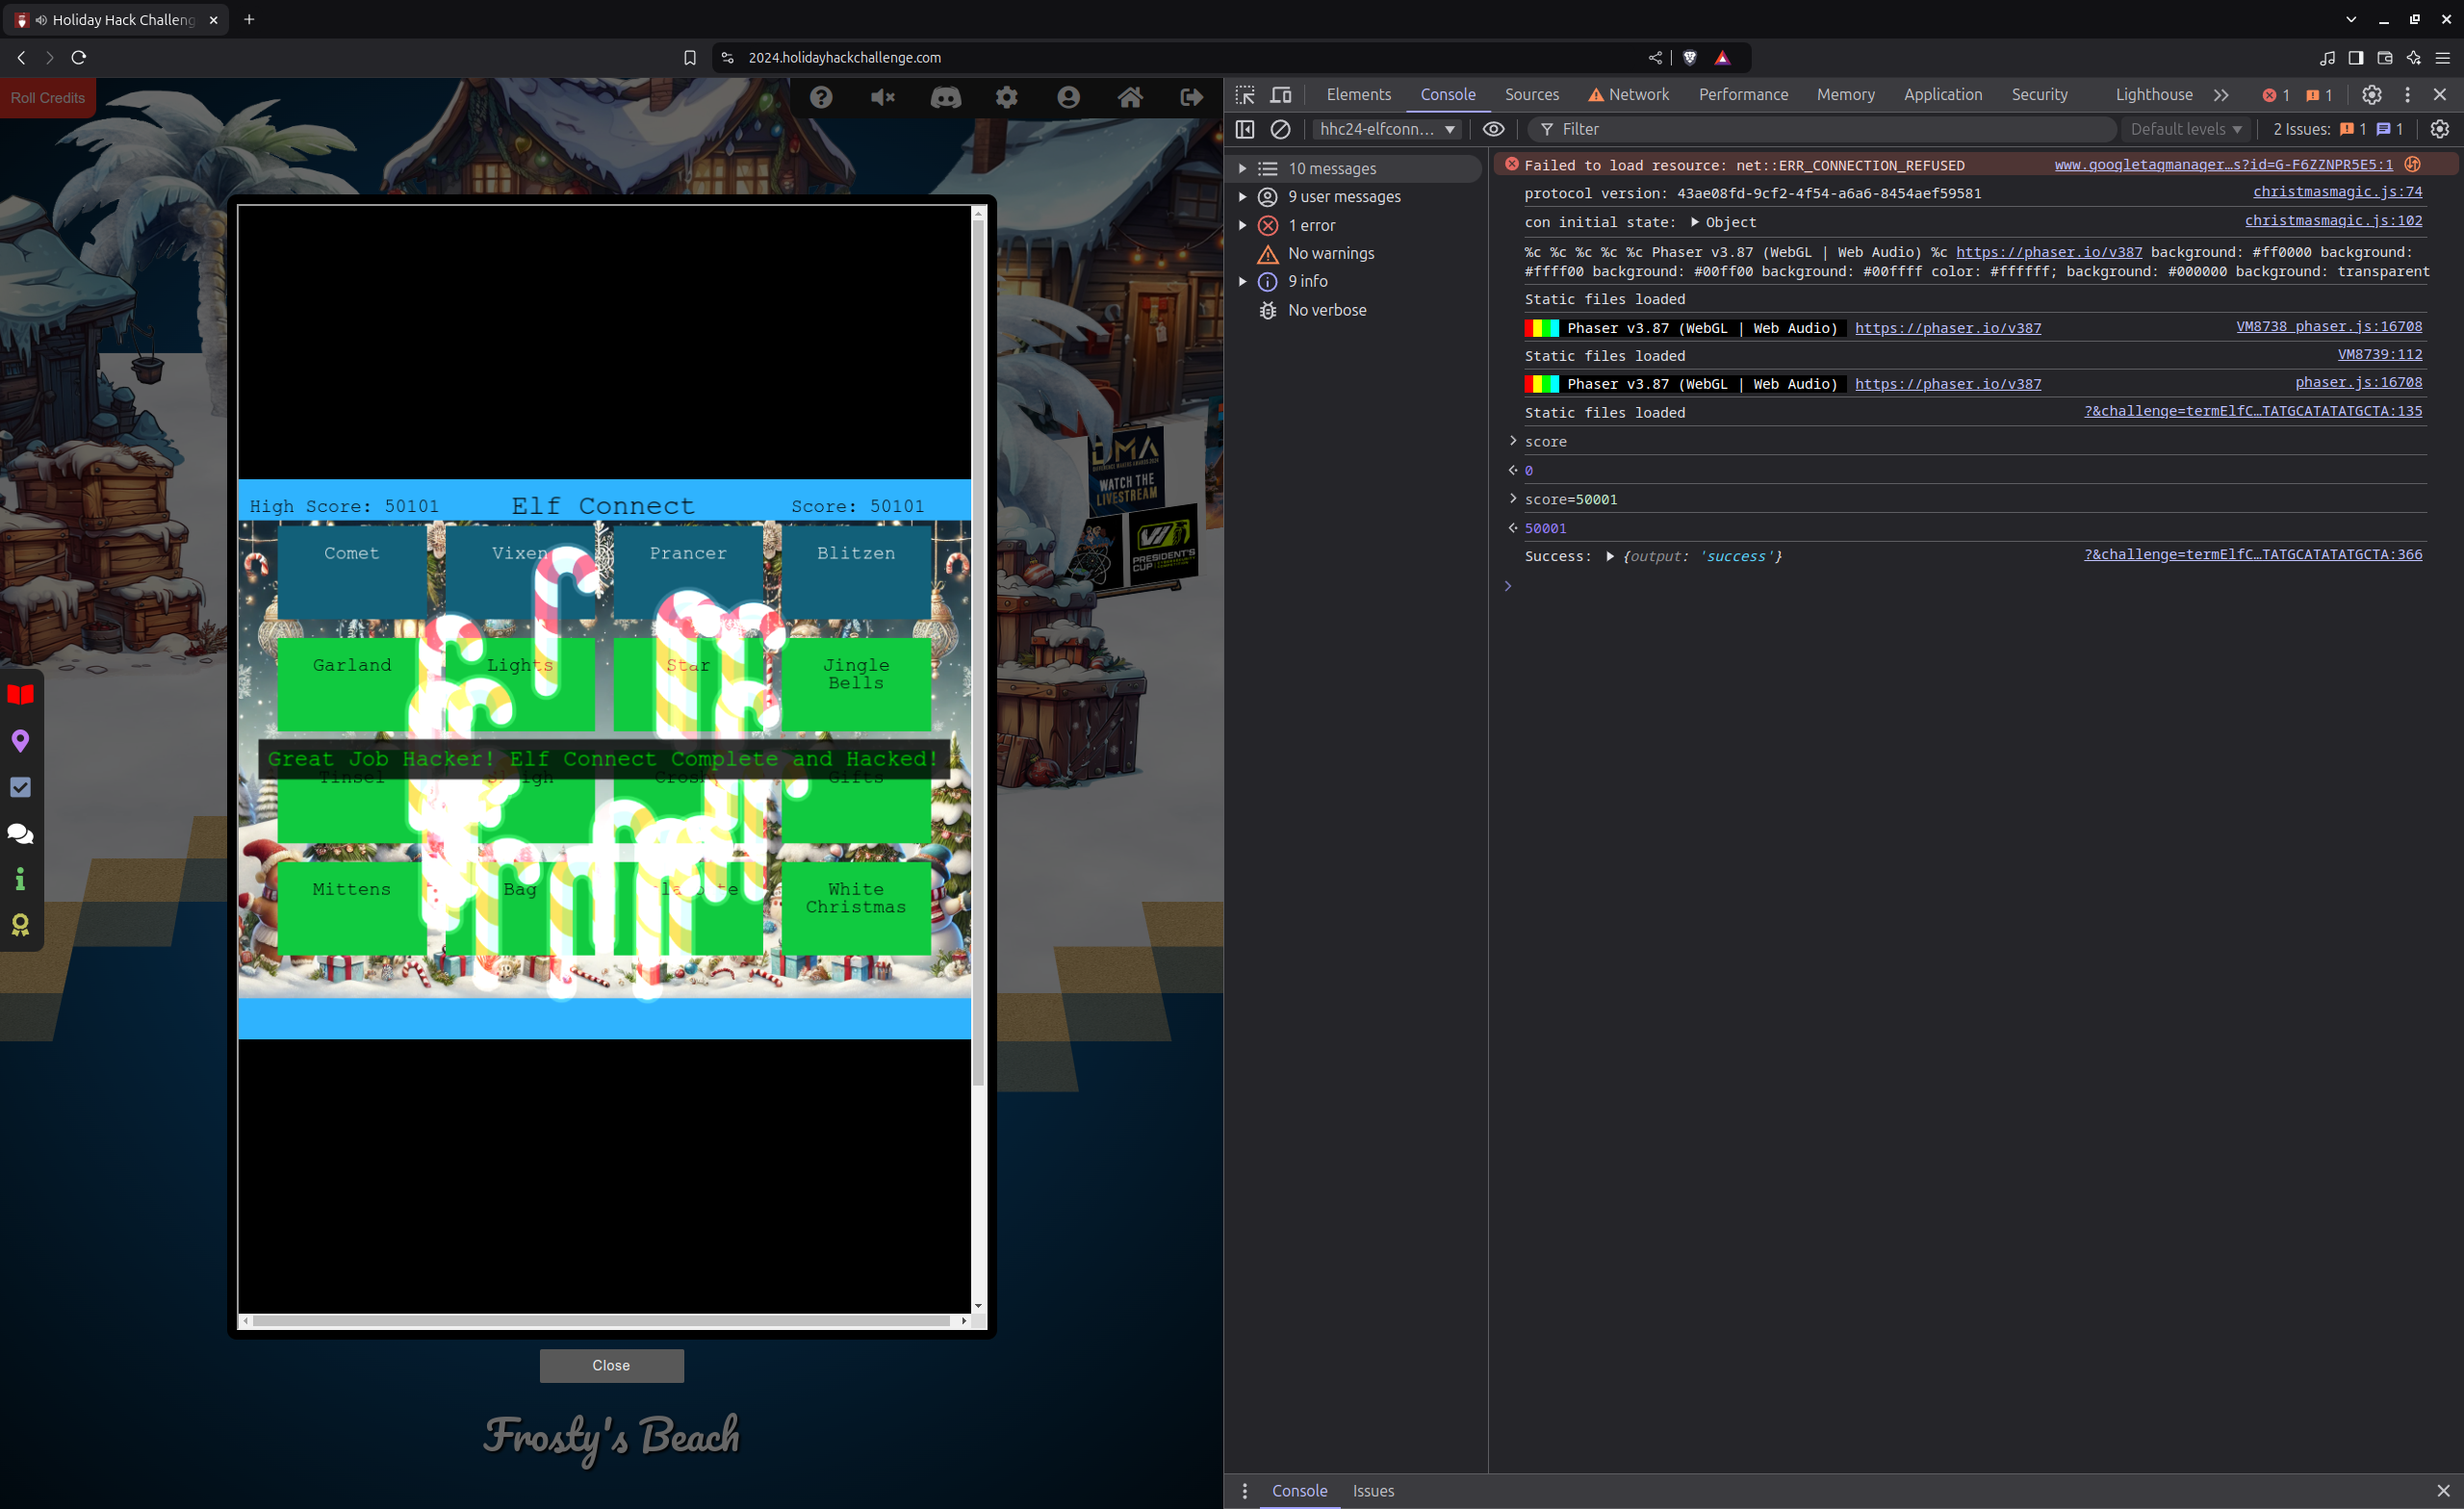 Holiday Hack Challeng
2024.holidayhackchallenge.com
Roll Credits
High Score: 50101
Elf Connect
Score: 50101
Comet
Vixen
Prancer
Blitzen
Garland
Lights
Star
Jingle
Bells
Great Job Hacker! Elf Connect Complete and Hacked!
Tinsel
Gifts
Mittens
Bag
White
Christmas
DMA
WATCH THE
LIVESTREAM
PRESIDENT'S
CUP
Close
Frosty's Beach
Elements
Console
Sources
Network
Performance
Memory
Application
Security
Lighthouse
1
1
hhc24-elfconn...
Filter
Default levels
2 Issues:
1
1
10 messages
9 user messages
1 error
No warnings
9 info
No verbose
Failed to load resource: net::ERR_CONNECTION_REFUSED
www.googletagmanager…s?id=G-F6ZZNPR5E5:1
protocol version: 43ae08fd-9cf2-4f54-a6a6-8454aef59581
christmasmagic.js:74
con initial state: Object
christmasmagic.js:102
%c %c %c %c %c Phaser v3.87 (WebGL | Web Audio) %c https://phaser.io/v387 background: #ff0000 background:
#ffff00 background: #00ff00 background: #00ffff color: #ffffff; background: #000000 background: transparent
Static files loaded
Phaser v3.87 (WebGL | Web Audio) https://phaser.io/v387
VM8738 phaser.js:16708
Static files loaded
VM8739:112
Phaser v3.87 (WebGL | Web Audio) https://phaser.io/v387
phaser.js:16708
Static files loaded
?&challenge=termElfC…TATGCATATATGCTA:135
score
0
score=50001
50001
Success: {output: 'success'}
?&challenge=termElfC…TATGCATATATGCTA:366
Console
Issues